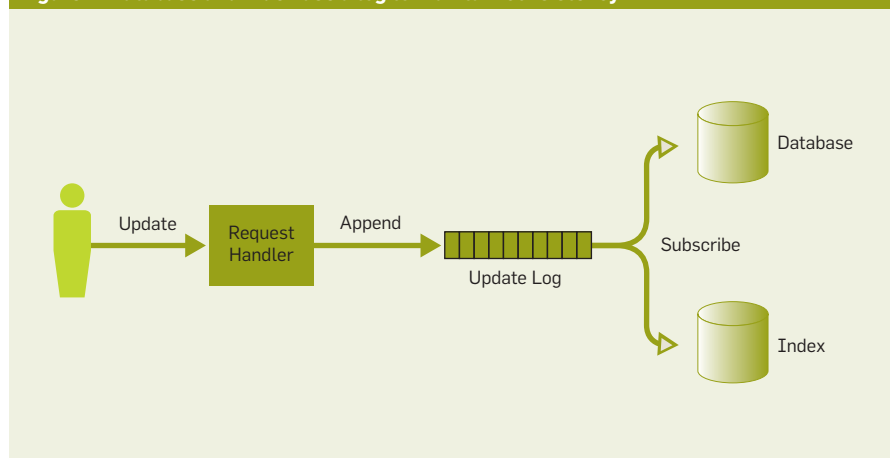 Update
Request
Handler
Append
Update Log
Subscribe
Database
Index